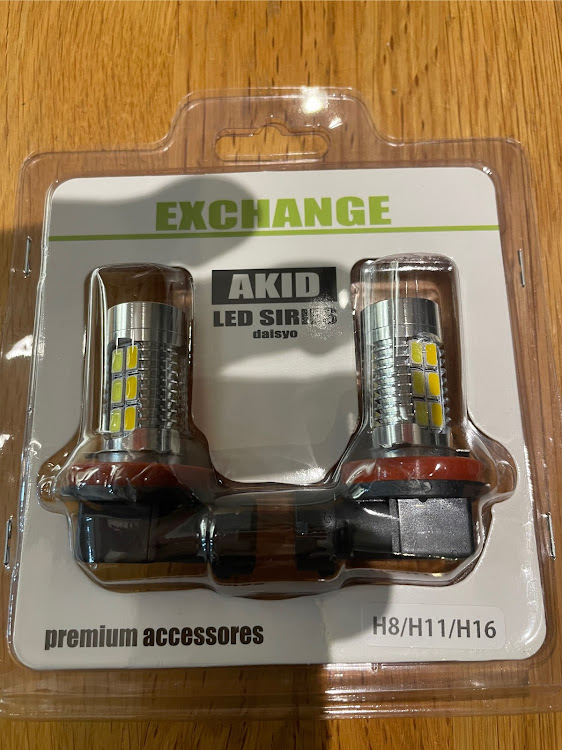 EXCHANGE
AKID
LED SIRIES
daisyo
premium accessores
H8/H11/H16